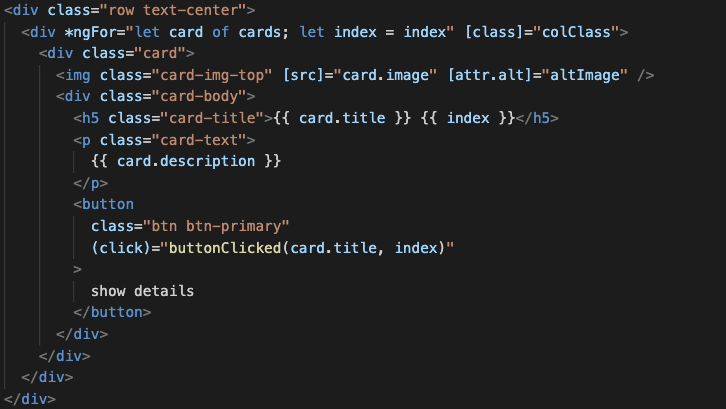 <div class="row text-center">
  <div *ngFor="let card of cards; let index = index" [class]="colClass">
    <div class="card">
      <img class="card-img-top" [src]="card.image" [attr.alt]="altImage" />
      <div class="card-body">
        <h5 class="card-title">{{ card.title }} {{ index }}</h5>
        <p class="card-text">
          {{ card.description }}
        </p>
        <button
          class="btn btn-primary"
          (click)="buttonClicked(card.title, index)"
        >
          show details
        </button>
      </div>
    </div>
  </div>
</div>